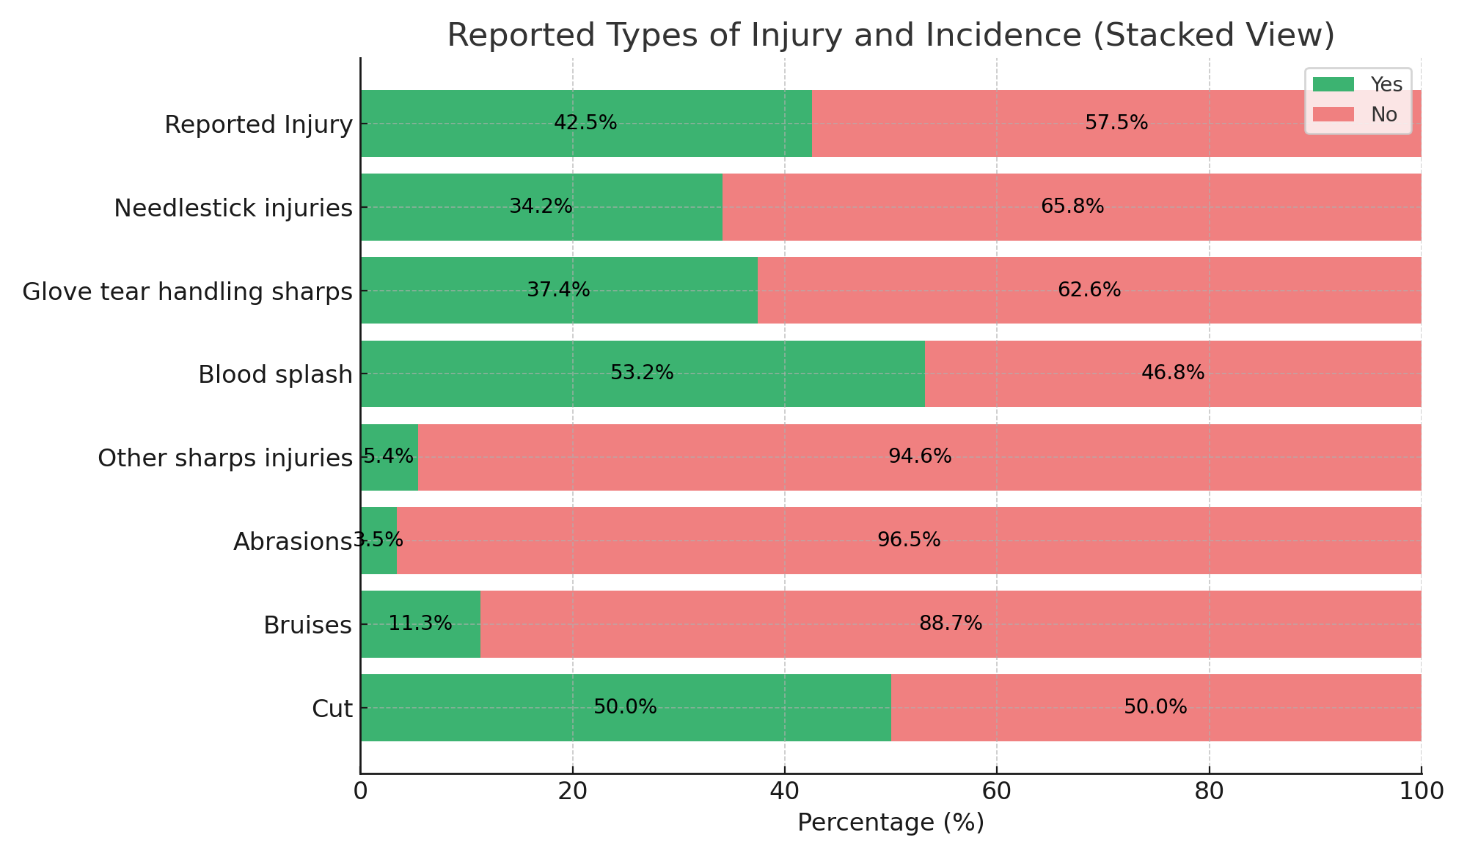 Reported Types of Injury and Incidence (Stacked View)
Yes
No
Reported Injury 42.5% 57.5%
Needlestick injuries 34.2% 65.8%
Glove tear handling sharps 37.4% 62.6%
Blood splash 53.2% 46.8%
Other sharps injuries 5.4% 94.6%
Abrasions 3.5% 96.5%
Bruises 11.3% 88.7%
Cut 50.0% 50.0%
0 20 40 60 80 100
Percentage (%)